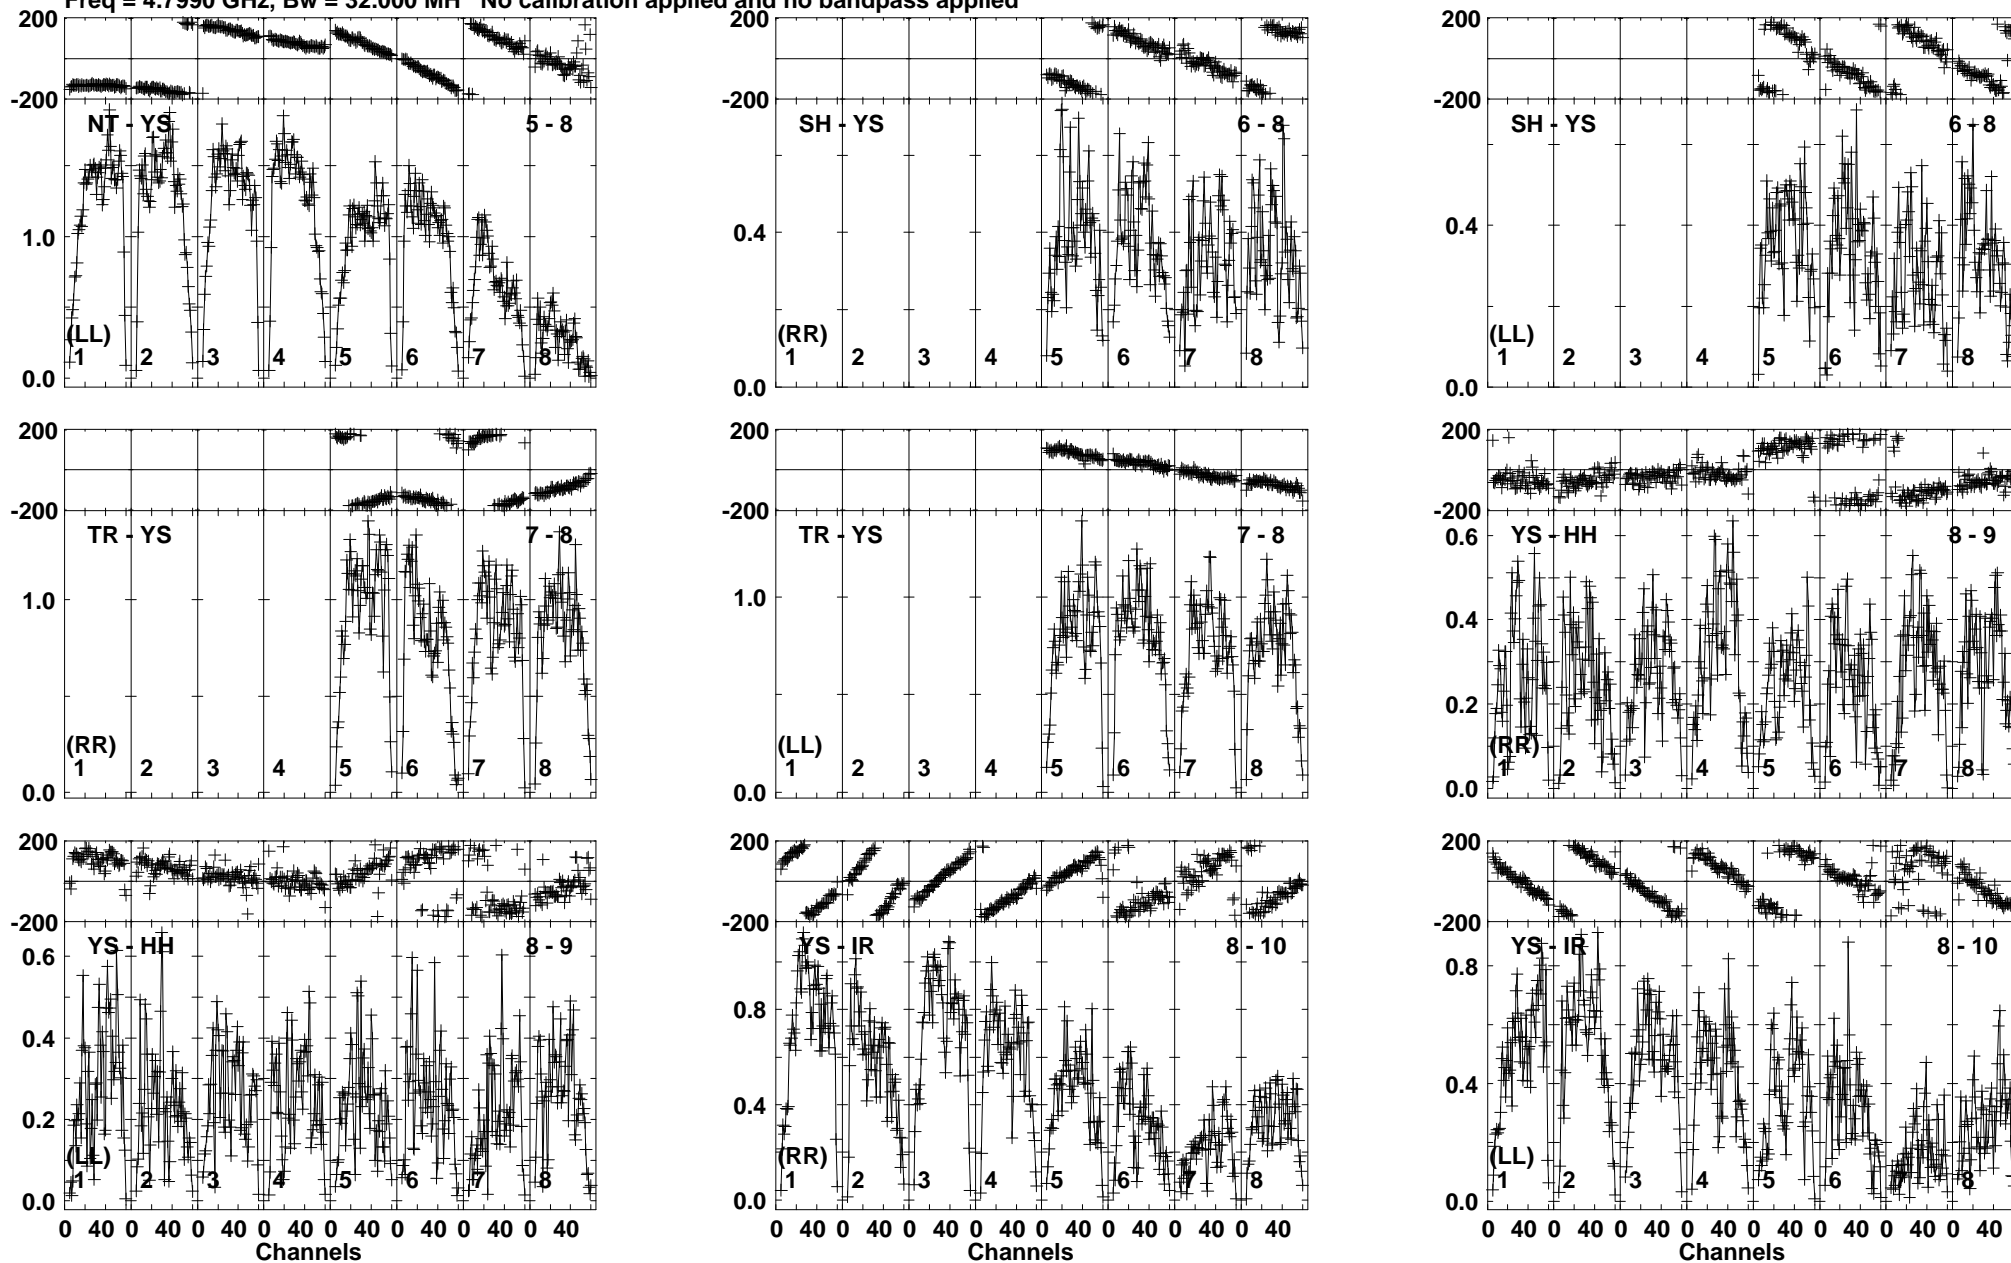 Freq = 4.7990 GHz, Bw = 32.000 MH No calibration applied and no bandpass applied
200 200 200
-200 -200 -200
NT - YS 5 - 8 SH - YS 6 - 8 SH - YS 6 - 8
1.0 0.4 0.4
(LL) (RR) (LL)
1 2 3 4 5 6 7 8 1 2 3 4 5 6 7 8 1 2 3 4 5 6 7 8
0.0 0.0 0.0
200 200 200
-200 -200 -200
TR - YS 7 - 8 TR - YS 7 - 8 YS - HH 8 - 9
0.6
1.0 1.0 0.4
0.2
(RR) (LL) (RR)
1 2 3 4 5 6 7 8 1 2 3 4 5 6 7 8 1 2 3 4 5 6 7 8
0.0 0.0 0.0
200 200 200
-200 -200 -200
YS - HH 8 - 9 YS - IR 8 - 10 YS - IR 8 - 10
0.6 0.8 0.8
0.4 0.4 0.4
0.2
(LL) (RR) (LL)
1 2 3 4 5 6 7 8 1 2 3 4 5 6 7 8 1 2 3 4 5 6 7 8
0.0 0.0 0.0
0 40 0 40 0 40 0 40 0 40 0 40 0 40 0 40 0 40 0 40 0 40 0 40 0 40 0 40 0 40 0 40 0 40 0 40 0 40 0 40 0 40 0 40 0 40 0 40
Channels Channels Channels